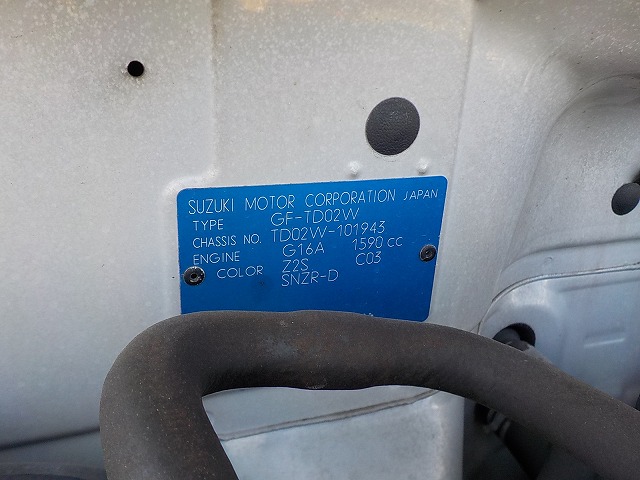 SUZUKI MOTOR CORPORATION JAPAN
TYPE GF-TD02W
CHASSIS NO. TD02W-101943
ENGINE G16A 1590 CC
COLOR Z2S C03
SNZR-D